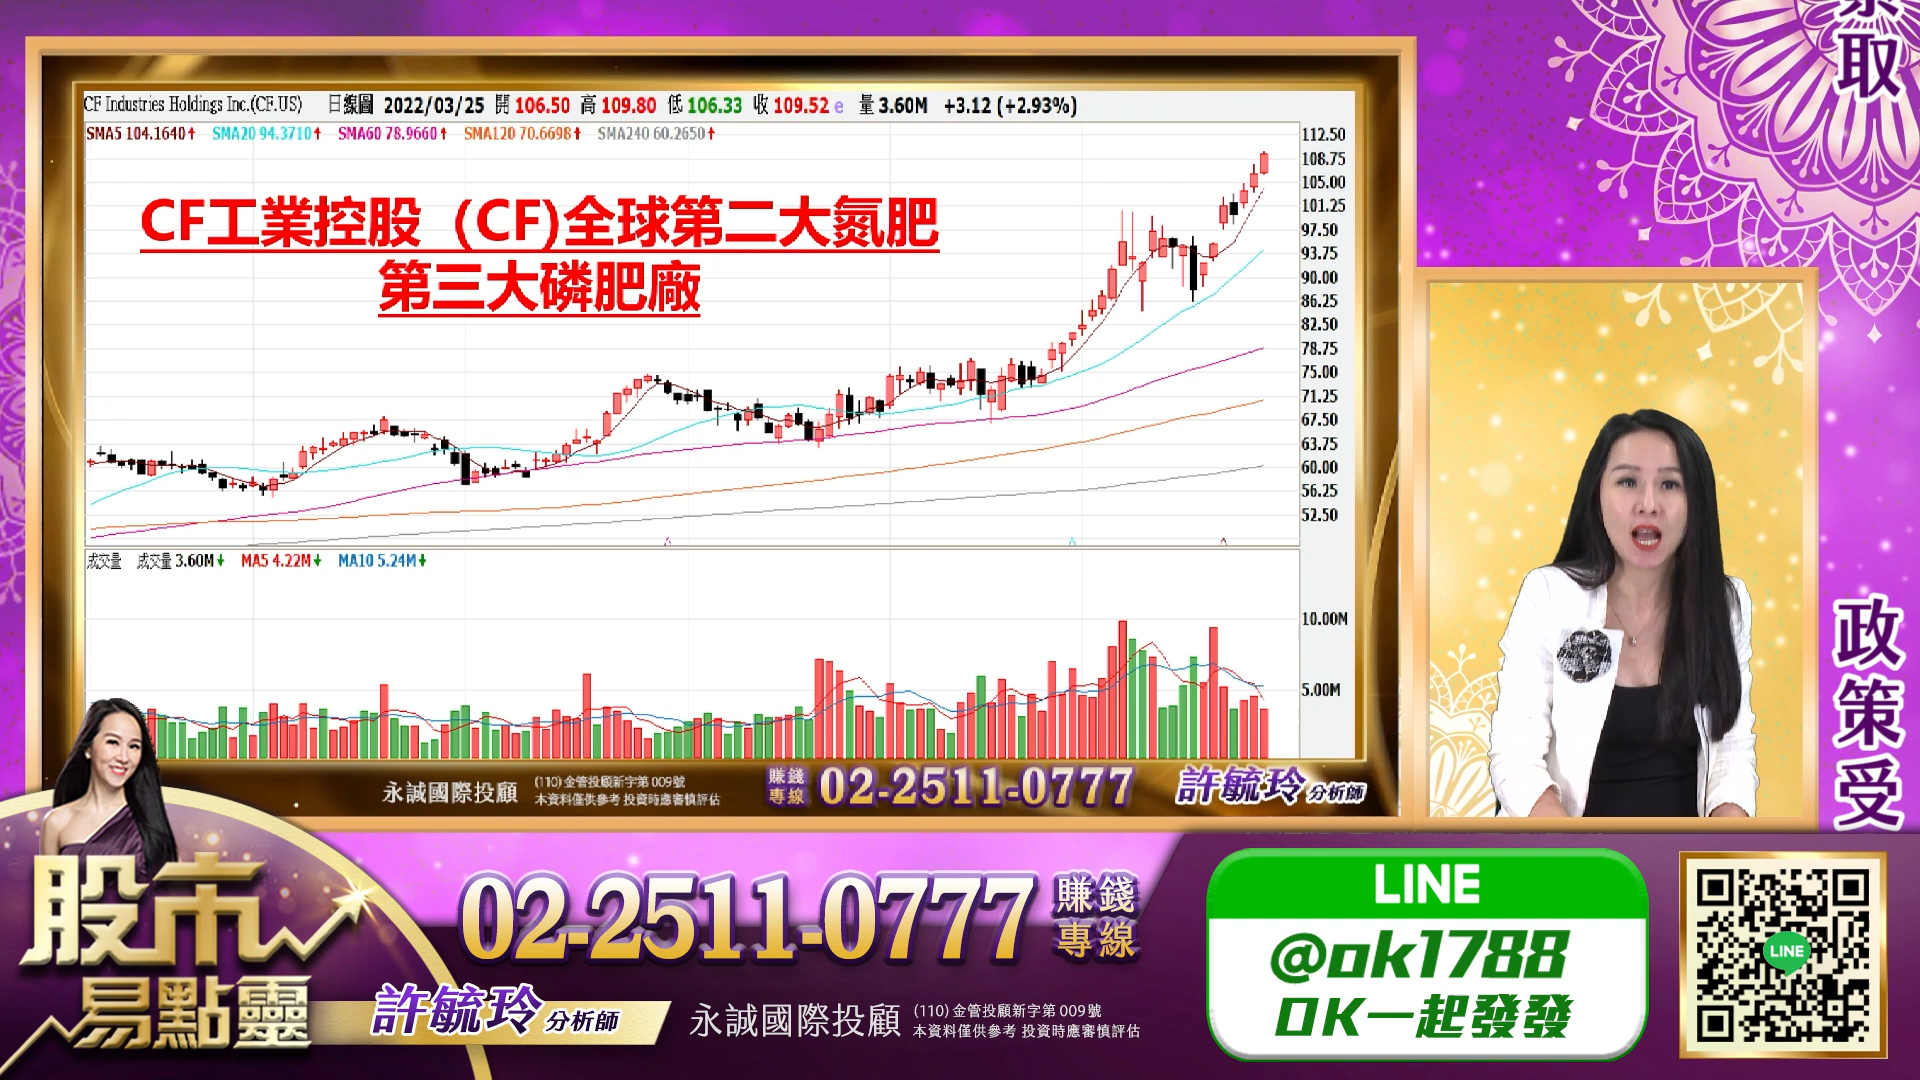 CF Industries Holdings Inc.(CF.US) 日線圖 2022/03/25 開 106.50 高 109.80 低 106.33 收 109.52 e 量 3.60M +3.12 (+2.93%)
SMA5 104.1640↑ SMA20 94.3710↑ SMA60 78.9660↑ SMA120 70.6698↑ SMA240 60.2650↑
CF工業控股（CF)全球第二大氮肥
第三大磷肥廠
112.50
108.75
105.00
101.25
97.50
93.75
90.00
86.25
82.50
78.75
75.00
71.25
67.50
63.75
60.00
56.25
52.50
成交量 成交量 3.60M↓ MA5 4.22M↓ MA10 5.24M↓
10.00M
5.00M
永誠國際投顧
(110)金管投顧新字第 009號
本資料僅供參考 投資時應審慎評估
賺錢專線 02-2511-0777
許毓玲 分析師
取
政策受
股市
易點靈
02-2511-0777 賺錢專線
許毓玲 分析師
永誠國際投顧
(110) 金管投顧新字第 009號
本資料僅供參考 投資時應審慎評估
LINE
@ok1788
OK一起發發
LINE